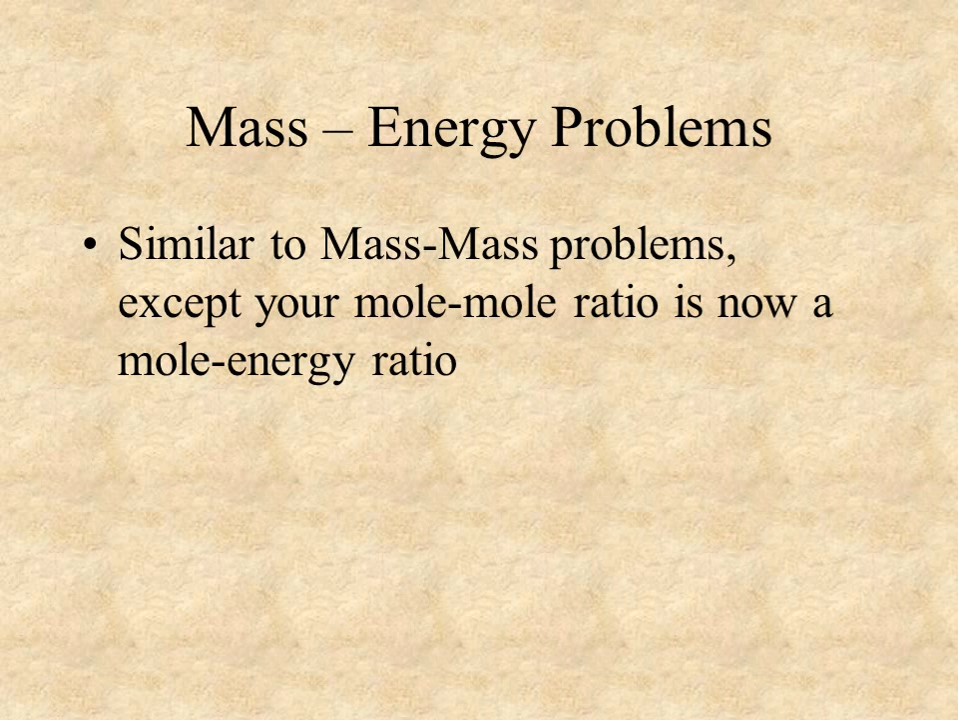 Mass – Energy Problems
• Similar to Mass-Mass problems,
except your mole-mole ratio is now a
mole-energy ratio